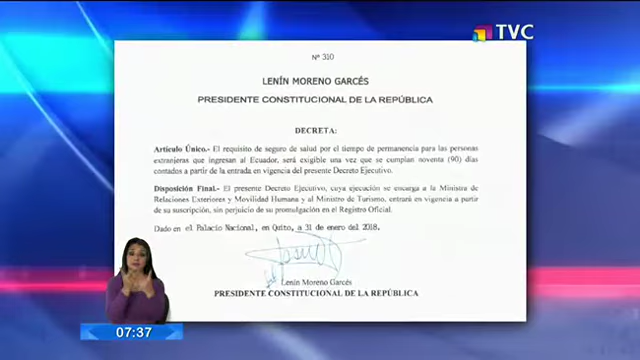 TVC
Nº 310
LENÍN MORENO GARCÉS
PRESIDENTE CONSTITUCIONAL DE LA REPÚBLICA
DECRETA:
Artículo Único.- El requisito de seguro de salud por el tiempo de permanencia para las personas
extranjeras que ingresan al Ecuador, será exigible una vez que se cumplan noventa (90) días
contados a partir de la entrada en vigencia del presente Decreto Ejecutivo.
Disposición Final.- El presente Decreto Ejecutivo, cuya ejecución se encarga a la Ministra de
Relaciones Exteriores y Movilidad Humana y al Ministro de Turismo, entrará en vigencia a partir
de su suscripción, sin perjuicio de su promulgación en el Registro Oficial.
Dado en el Palacio Nacional, en Quito, a 31 de enero del 2018.
Lenín Moreno Garcés
PRESIDENTE CONSTITUCIONAL DE LA REPÚBLICA
07:37